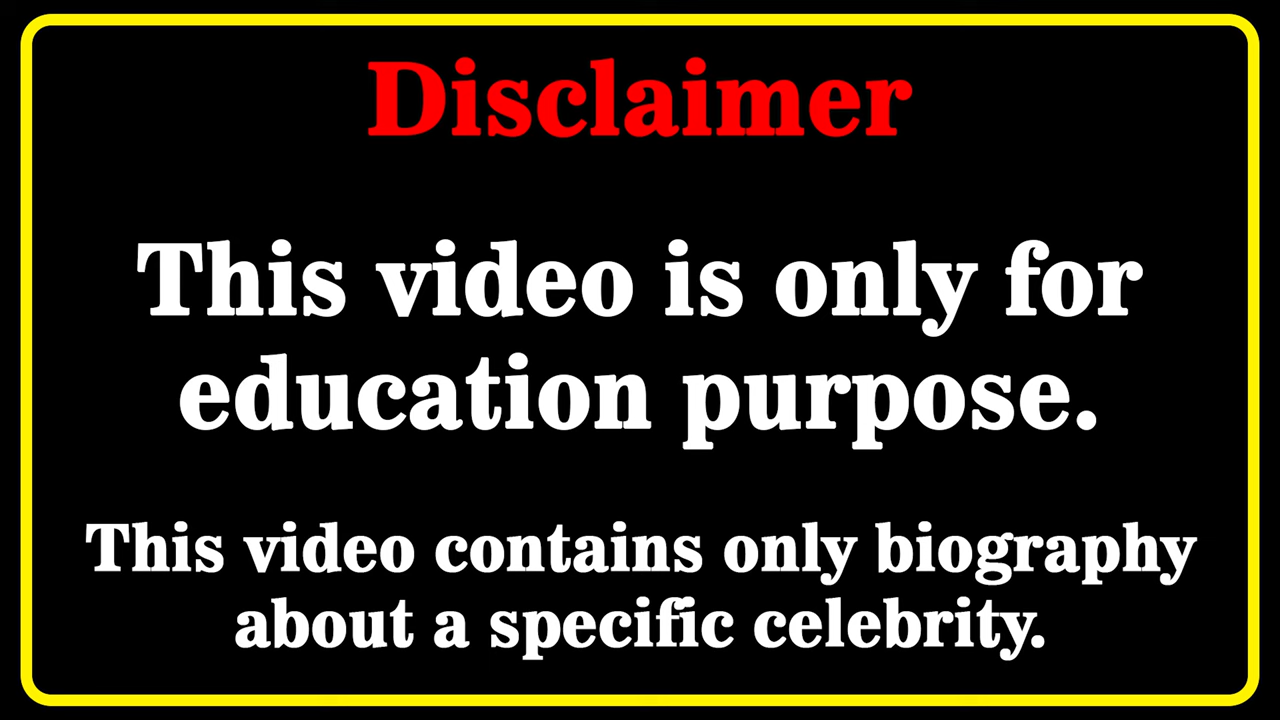 Disclaimer
This video is only for
education purpose.
This video contains only biography
about a specific celebrity.